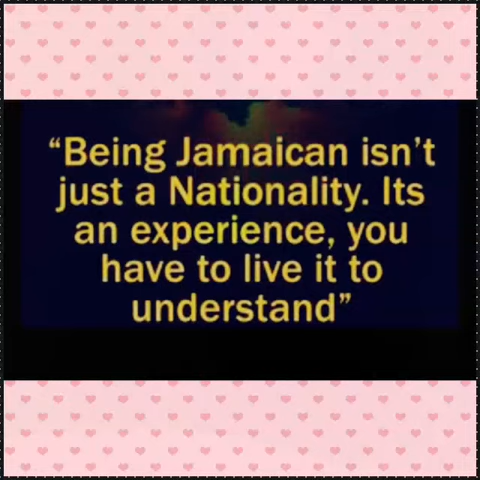 “Being Jamaican isn’t
just a Nationality. Its
an experience, you
have to live it to
understand”